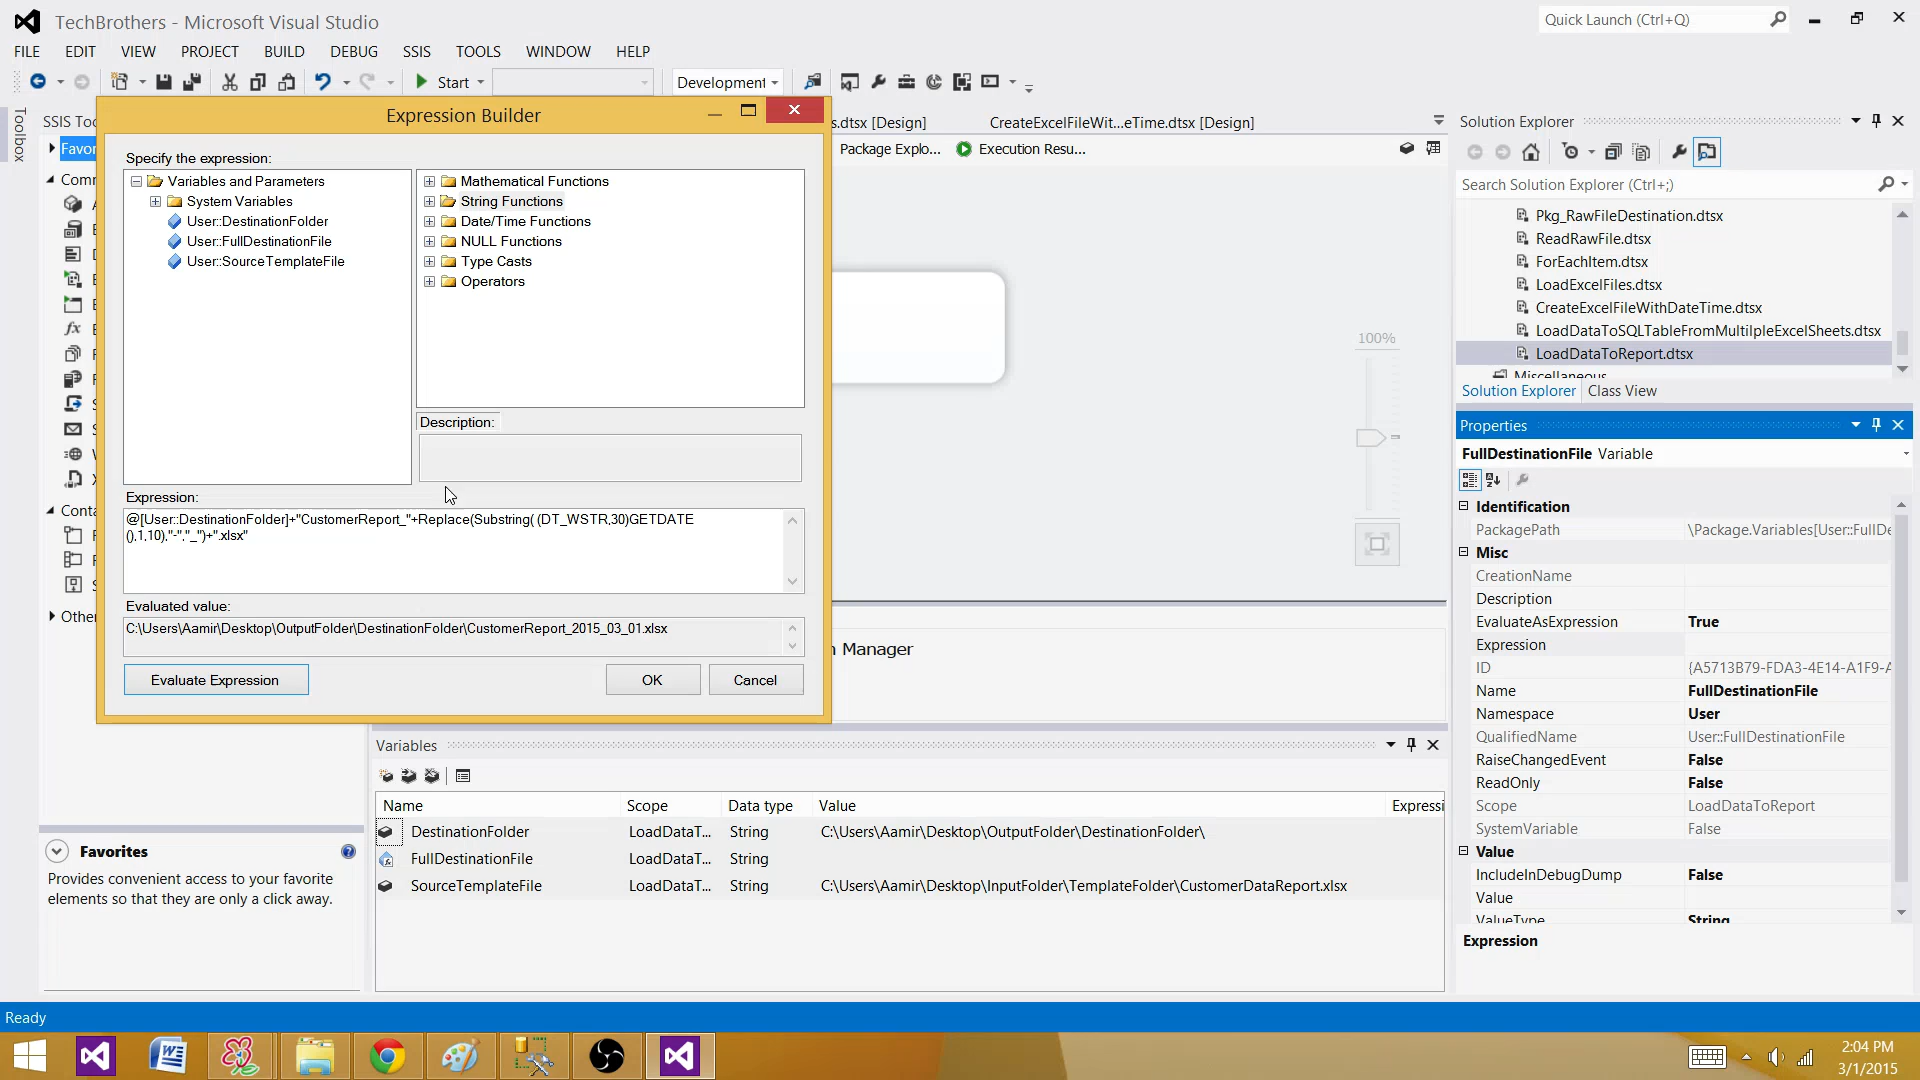 TechBrothers - Microsoft Visual Studio
Quick Launch (Ctrl+Q)
FILE EDIT VIEW PROJECT BUILD DEBUG SSIS TOOLS WINDOW HELP
Start
Development
Toolbox
SSIS Too
Favor
Comm
Conta
Other
Expression Builder
Specify the expression:
Variables and Parameters
System Variables
User::DestinationFolder
User::FullDestinationFile
User::SourceTemplateFile
Mathematical Functions
String Functions
Date/Time Functions
NULL Functions
Type Casts
Operators
Description:
Expression:
@[User::DestinationFolder]+"CustomerReport_"+Replace(Substring( (DT_WSTR,30)GETDATE
(),1,10),"-","_")+".xlsx"
Evaluated value:
C:\Users\Aamir\Desktop\OutputFolder\DestinationFolder\CustomerReport_2015_03_01.xlsx
Evaluate Expression
OK
Cancel
s.dtsx [Design]
CreateExcelFileWit...eTime.dtsx [Design]
Package Explo...
Execution Resu...
100%
n Manager
Favorites
Provides convenient access to your favorite
elements so that they are only a click away.
Variables
Name Scope Data type Value Expressi
DestinationFolder LoadDataT... String C:\Users\Aamir\Desktop\OutputFolder\DestinationFolder\
FullDestinationFile LoadDataT... String
SourceTemplateFile LoadDataT... String C:\Users\Aamir\Desktop\InputFolder\TemplateFolder\CustomerDataReport.xlsx
Solution Explorer
Search Solution Explorer (Ctrl+;)
Pkg_RawFileDestination.dtsx
ReadRawFile.dtsx
ForEachItem.dtsx
LoadExcelFiles.dtsx
CreateExcelFileWithDateTime.dtsx
LoadDataToSQLTableFromMultilpleExcelSheets.dtsx
LoadDataToReport.dtsx
Miscellaneous
Solution Explorer Class View
Properties
FullDestinationFile Variable
Identification
PackagePath \Package.Variables[User::FullDe
Misc
CreationName
Description
EvaluateAsExpression True
Expression
ID {A5713B79-FDA3-4E14-A1F9-A
Name FullDestinationFile
Namespace User
QualifiedName User::FullDestinationFile
RaiseChangedEvent False
ReadOnly False
Scope LoadDataToReport
SystemVariable False
Value
IncludeInDebugDump False
Value
ValueType String
Expression
Ready
2:04 PM
3/1/2015